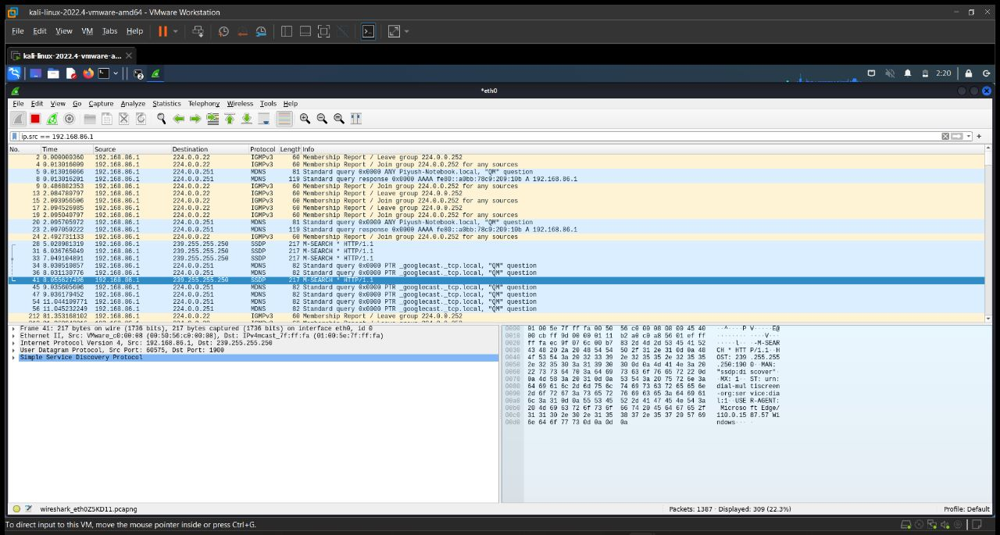 kali-linux-2022.4-vmware-amd64 - VMware Workstation
File Edit View VM Tabs Help
kali-linux-2022.4-vmware-a...
2:20
*eth0
File Edit View Go Capture Analyze Statistics Telephony Wireless Tools Help
ip.src == 192.168.86.1
No. Time Source Destination Protocol Length Info
2 0.000000360 192.168.86.1 224.0.0.22 IGMPv3 60 Membership Report / Leave group 224.0.0.252
4 0.013016009 192.168.86.1 224.0.0.22 IGMPv3 60 Membership Report / Join group 224.0.0.252 for any sources
5 0.013016066 192.168.86.1 224.0.0.251 MDNS 81 Standard query 0x0000 ANY Piyush-Notebook.local, "QM" question
8 0.013016201 192.168.86.1 224.0.0.251 MDNS 119 Standard query response 0x0000 AAAA fe80::a0bb:78c9:209:10b A 192.168.86.1
9 0.486882353 192.168.86.1 224.0.0.22 IGMPv3 60 Membership Report / Join group 224.0.0.252 for any sources
13 2.084780797 192.168.86.1 224.0.0.22 IGMPv3 60 Membership Report / Leave group 224.0.0.252
15 2.093956506 192.168.86.1 224.0.0.22 IGMPv3 60 Membership Report / Join group 224.0.0.252 for any sources
17 2.094526985 192.168.86.1 224.0.0.22 IGMPv3 60 Membership Report / Leave group 224.0.0.252
19 2.095040797 192.168.86.1 224.0.0.22 IGMPv3 60 Membership Report / Join group 224.0.0.252 for any sources
20 2.095705972 192.168.86.1 224.0.0.251 MDNS 81 Standard query 0x0000 ANY Piyush-Notebook.local, "QM" question
23 2.097059222 192.168.86.1 224.0.0.251 MDNS 119 Standard query response 0x0000 AAAA fe80::a0bb:78c9:209:10b A 192.168.86.1
24 2.492731133 192.168.86.1 224.0.0.22 IGMPv3 60 Membership Report / Join group 224.0.0.252 for any sources
28 5.028981319 192.168.86.1 239.255.255.250 SSDP 217 M-SEARCH * HTTP/1.1
31 6.036765049 192.168.86.1 239.255.255.250 SSDP 217 M-SEARCH * HTTP/1.1
33 7.049104891 192.168.86.1 239.255.255.250 SSDP 217 M-SEARCH * HTTP/1.1
34 8.030510857 192.168.86.1 224.0.0.251 MDNS 82 Standard query 0x0000 PTR _googlecast._tcp.local, "QM" question
36 8.031130776 192.168.86.1 224.0.0.251 MDNS 82 Standard query 0x0000 PTR _googlecast._tcp.local, "QM" question
41 8.055627496 192.168.86.1 239.255.255.250 SSDP 217 M-SEARCH * HTTP/1.1
45 9.035605606 192.168.86.1 224.0.0.251 MDNS 82 Standard query 0x0000 PTR _googlecast._tcp.local, "QM" question
47 9.036179452 192.168.86.1 224.0.0.251 MDNS 82 Standard query 0x0000 PTR _googlecast._tcp.local, "QM" question
54 11.044109771 192.168.86.1 224.0.0.251 MDNS 82 Standard query 0x0000 PTR _googlecast._tcp.local, "QM" question
56 11.045232249 192.168.86.1 224.0.0.251 MDNS 82 Standard query 0x0000 PTR _googlecast._tcp.local, "QM" question
212 81.353168102 192.168.86.1 224.0.0.22 IGMPv3 60 Membership Report / Leave group 224.0.0.252
Frame 41: 217 bytes on wire (1736 bits), 217 bytes captured (1736 bits) on interface eth0, id 0
Ethernet II, Src: VMware_c0:00:08 (00:50:56:c0:00:08), Dst: IPv4mcast_7f:ff:fa (01:00:5e:7f:ff:fa)
Internet Protocol Version 4, Src: 192.168.86.1, Dst: 239.255.255.250
User Datagram Protocol, Src Port: 60575, Dst Port: 1900
Simple Service Discovery Protocol
0000 01 00 5e 7f ff fa 00 50 56 c0 00 08 08 00 45 40 ··^····P V·····E@
0010 00 cb ff 9d 00 00 01 11 b2 a0 c0 a8 56 01 ef ff ········ ····V···
0020 ff fa ec 9f 07 6c 00 b7 83 2d 4d 2d 53 45 41 52 ·····l·· ·-M-SEAR
0030 43 48 20 2a 20 48 54 54 50 2f 31 2e 31 0d 0a 48 CH * HTT P/1.1··H
0040 4f 53 54 3a 20 32 33 39 2e 32 35 35 2e 32 35 35 OST: 239 .255.255
0050 2e 32 35 30 3a 31 39 30 30 0d 0a 4d 41 4e 3a 20 .250:190 0··MAN:
0060 22 73 73 64 70 3a 64 69 73 63 6f 76 65 72 22 0d "ssdp:di scover"·
0070 0a 4d 58 3a 20 31 0d 0a 53 54 3a 20 75 72 6e 3a ·MX: 1·· ST: urn:
0080 64 69 61 6c 2d 6d 75 6c 74 69 73 63 72 65 65 6e dial-mul tiscreen
0090 2d 6f 72 67 3a 73 65 72 76 69 63 65 3a 64 69 61 -org:ser vice:dia
00a0 6c 3a 31 0d 0a 55 53 45 52 2d 41 47 45 4e 54 3a l:1··USE R-AGENT:
00b0 20 4d 69 63 72 6f 73 6f 66 74 20 45 64 67 65 2f Microso ft Edge/
00c0 31 31 30 2e 30 2e 31 35 38 37 2e 35 37 20 57 69 110.0.15 87.57 Wi
00d0 6e 64 6f 77 73 0d 0a 0d 0a ndows··· ·
wireshark_eth0Z5KD11.pcapng Packets: 1387 · Displayed: 309 (22.3%) Profile: Default
To direct input to this VM, move the mouse pointer inside or press Ctrl+G.